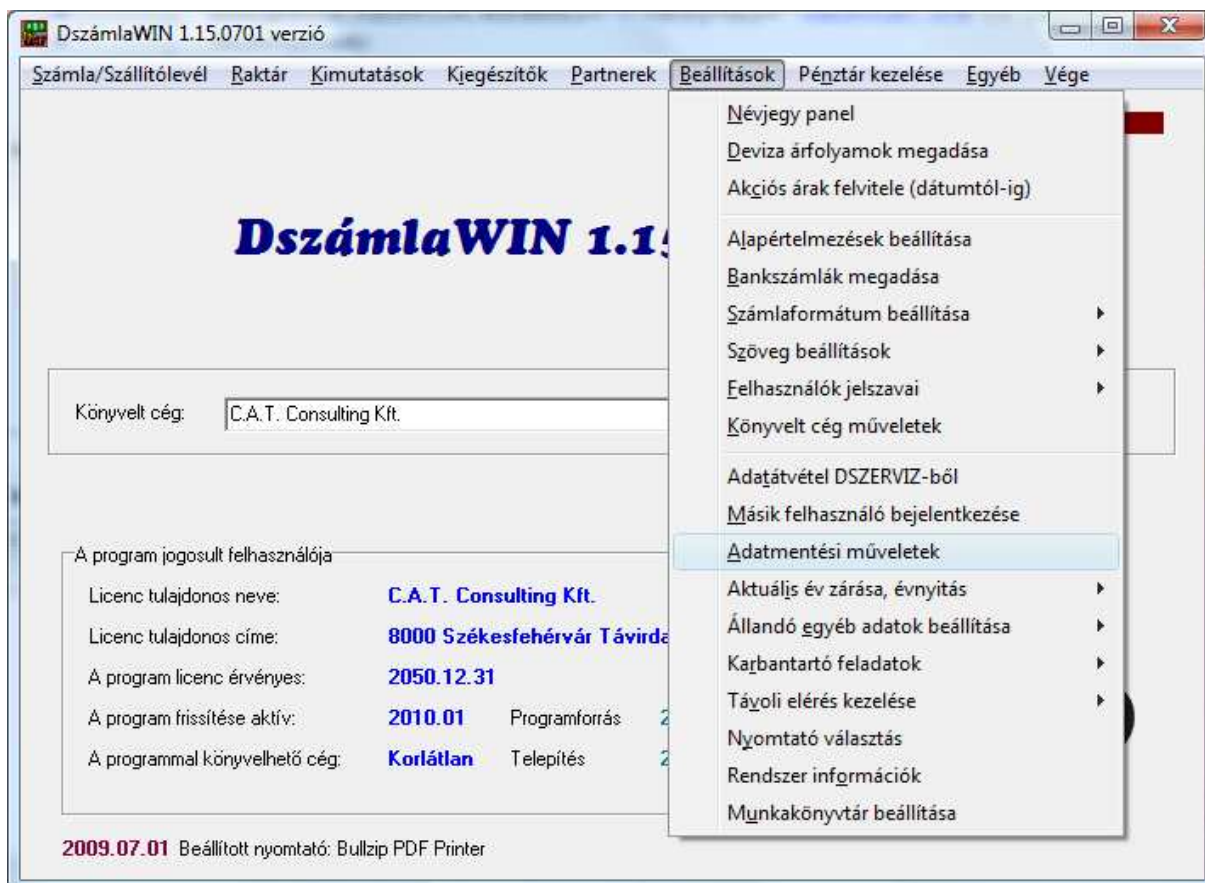 DszámlaWIN 1.15.0701 verzió
Számla/Szállítólevél Raktár Kimutatások Kiegészítők Partnerek Beállítások Pénztár kezelése Egyéb Vége
Névjegy panel
Deviza árfolyamok megadása
Akciós árak felvitele (dátumtól-ig)
Alapértelmezések beállítása
Bankszámlák megadása
Számlaformátum beállítása
Szöveg beállítások
Felhasználók jelszavai
Könyvelt cég műveletek
Adatátvétel DSZERVIZ-ből
Másik felhasználó bejelentkezése
Adatmentési műveletek
Aktuális év zárása, évnyitás
Állandó egyéb adatok beállítása
Karbantartó feladatok
Távoli elérés kezelése
Nyomtató választás
Rendszer információk
Munkakönyvtár beállítása
DszámlaWIN 1.15
Könyvelt cég: C.A.T. Consulting Kft.
A program jogosult felhasználója
Licenc tulajdonos neve: C.A.T. Consulting Kft.
Licenc tulajdonos címe: 8000 Székesfehérvár Távirda
A program licenc érvényes: 2050.12.31
A program frissítése aktív: 2010.01 Programforrás 2
A programmal könyvelhető cég: Korlátlan Telepítés 2
2009.07.01 Beállított nyomtató: Bullzip PDF Printer